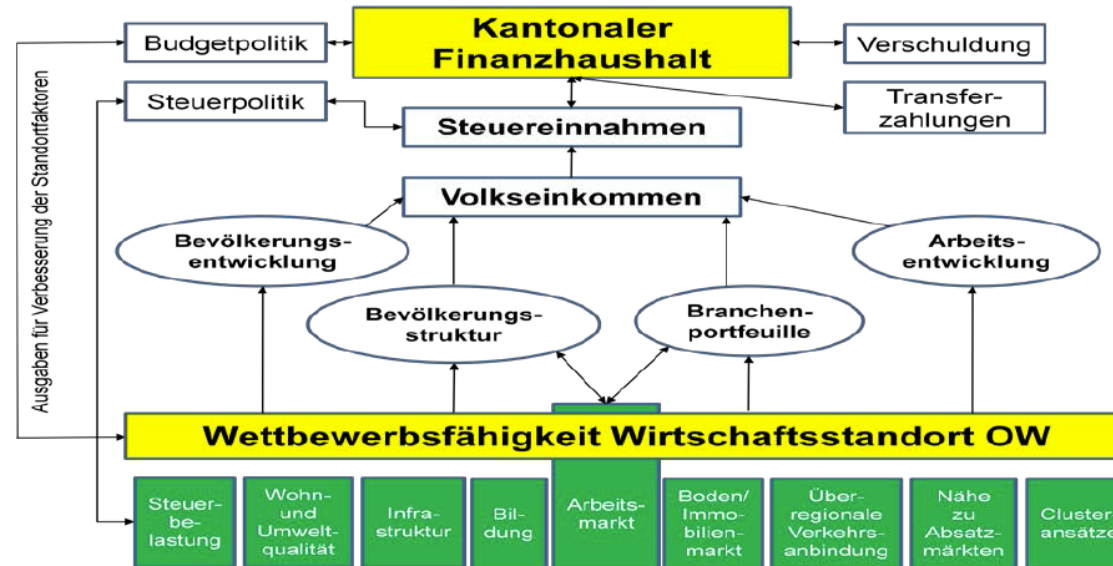 Budgetpolitik
Kantonaler
Finanzhaushalt
Verschuldung
Steuerpolitik
Transfer-
zahlungen
Steuereinnahmen
Volkseinkommen
Ausgaben für Verbesserung der Standortfaktoren
Bevölkerungs-
entwicklung
Arbeits-
entwicklung
Bevölkerungs-
struktur
Branchen-
portfeuille
Wettbewerbsfähigkeit Wirtschaftsstandort OW
Steuer-
be-
lastung
Wohn-
und
Umwelt-
qualität
Infra-
struktur
Bil-
dung
Arbeits-
markt
Boden/
Immo-
bilien-
markt
Über-
regionale
Verkehrs-
anbindung
Nähe
zu
Absatz-
märkten
Cluster-
ansätze